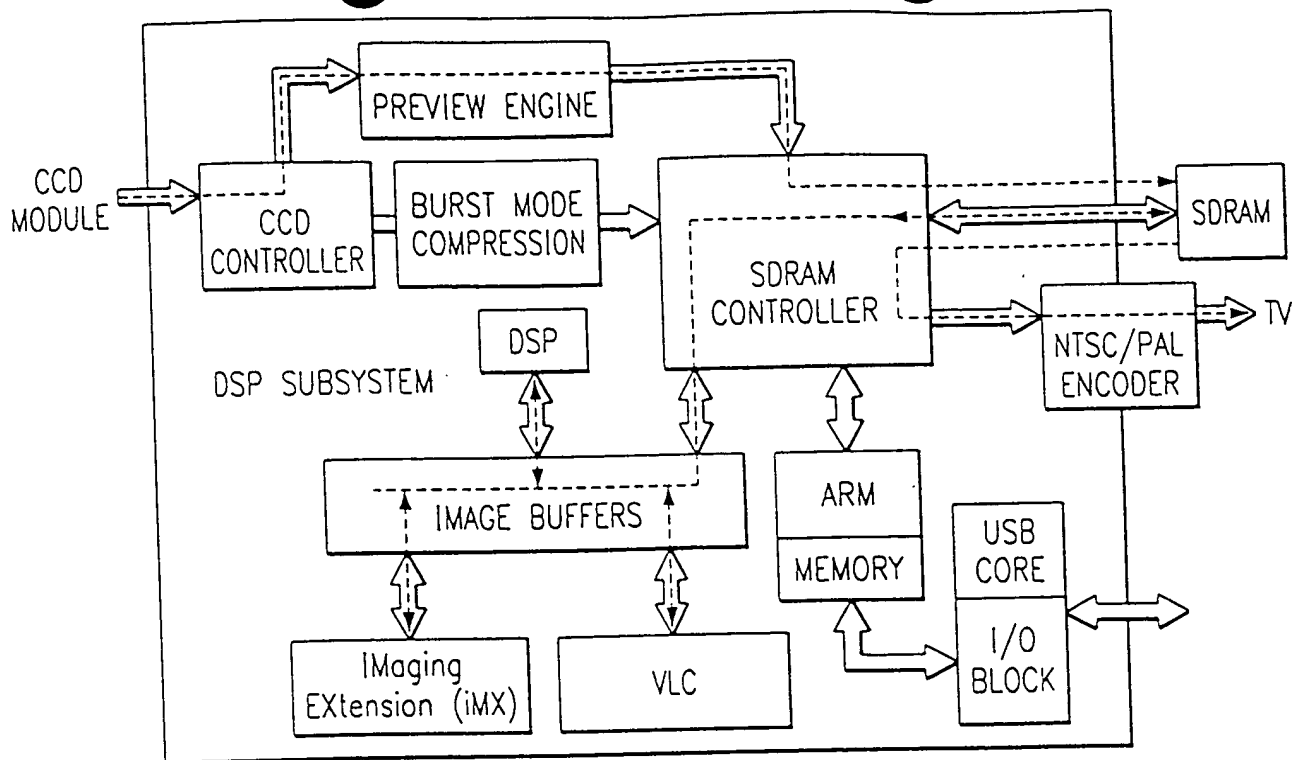 PREVIEW ENGINE
CCD
MODULE
CCD
CONTROLLER
BURST MODE
COMPRESSION
SDRAM
CONTROLLER
SDRAM
NTSC/PAL
ENCODER
TV
DSP
DSP SUBSYSTEM
IMAGE BUFFERS
ARM
MEMORY
USB
CORE
I/O
BLOCK
IMaging
EXtension (iMX)
VLC